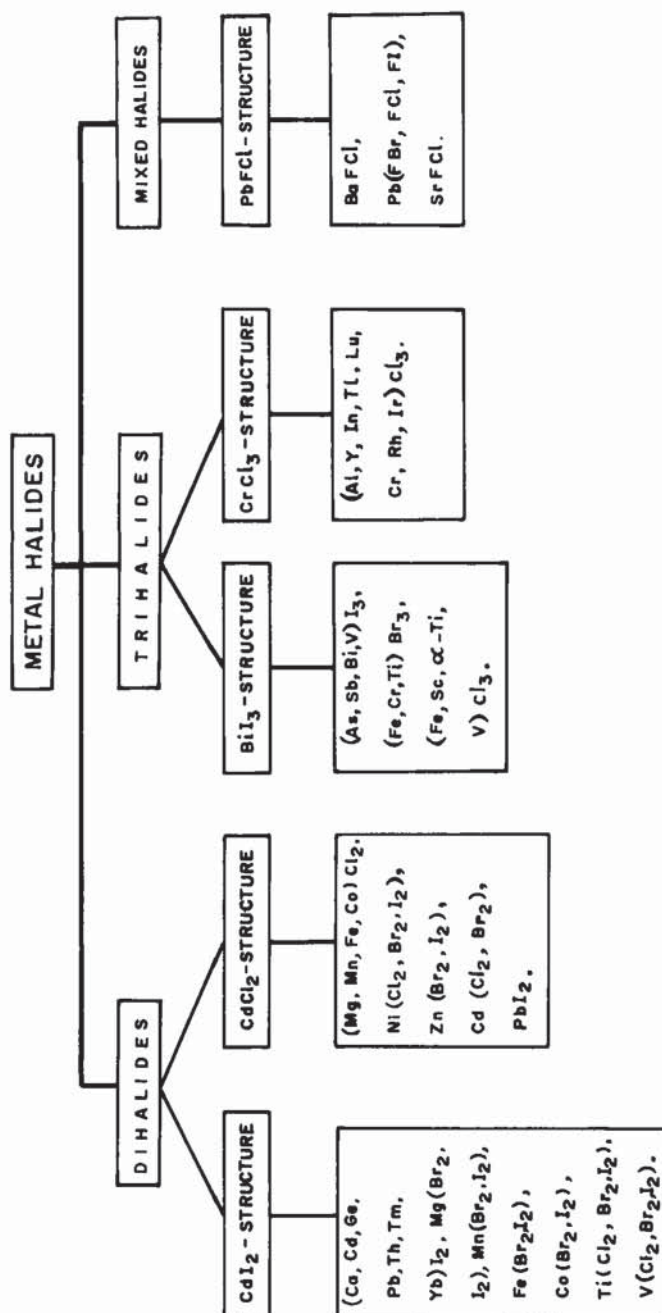 METAL HALIDES
DIHALIDES
TRIHALIDES
MIXED HALIDES
CdI₂-STRUCTURE
CdCl₂-STRUCTURE
BiI₃-STRUCTURE
CrCl₃-STRUCTURE
PbFCl-STRUCTURE
(Ca, Cd, Ge,
Pb, Th, Tm,
Yb)I₂, Mg(Br₂,
I₂), Mn(Br₂,I₂),
Fe(Br₂,I₂),
Co(Br₂,I₂),
Ti(Cl₂, Br₂,I₂),
V(Cl₂,Br₂,I₂).
(Mg, Mn, Fe, Co)Cl₂.
Ni(Cl₂, Br₂, I₂),
Zn(Br₂, I₂),
Cd (Cl₂, Br₂),
PbI₂.
(As, Sb, Bi, V)I₃,
(Fe, Cr, Ti) Br₃,
(Fe, Sc, α-Ti,
V) Cl₃.
(Al, Y, In, Tl, Lu,
Cr, Rh, Ir)Cl₃.
BaFCl,
Pb(FBr, FCl, FI),
SrFCl.